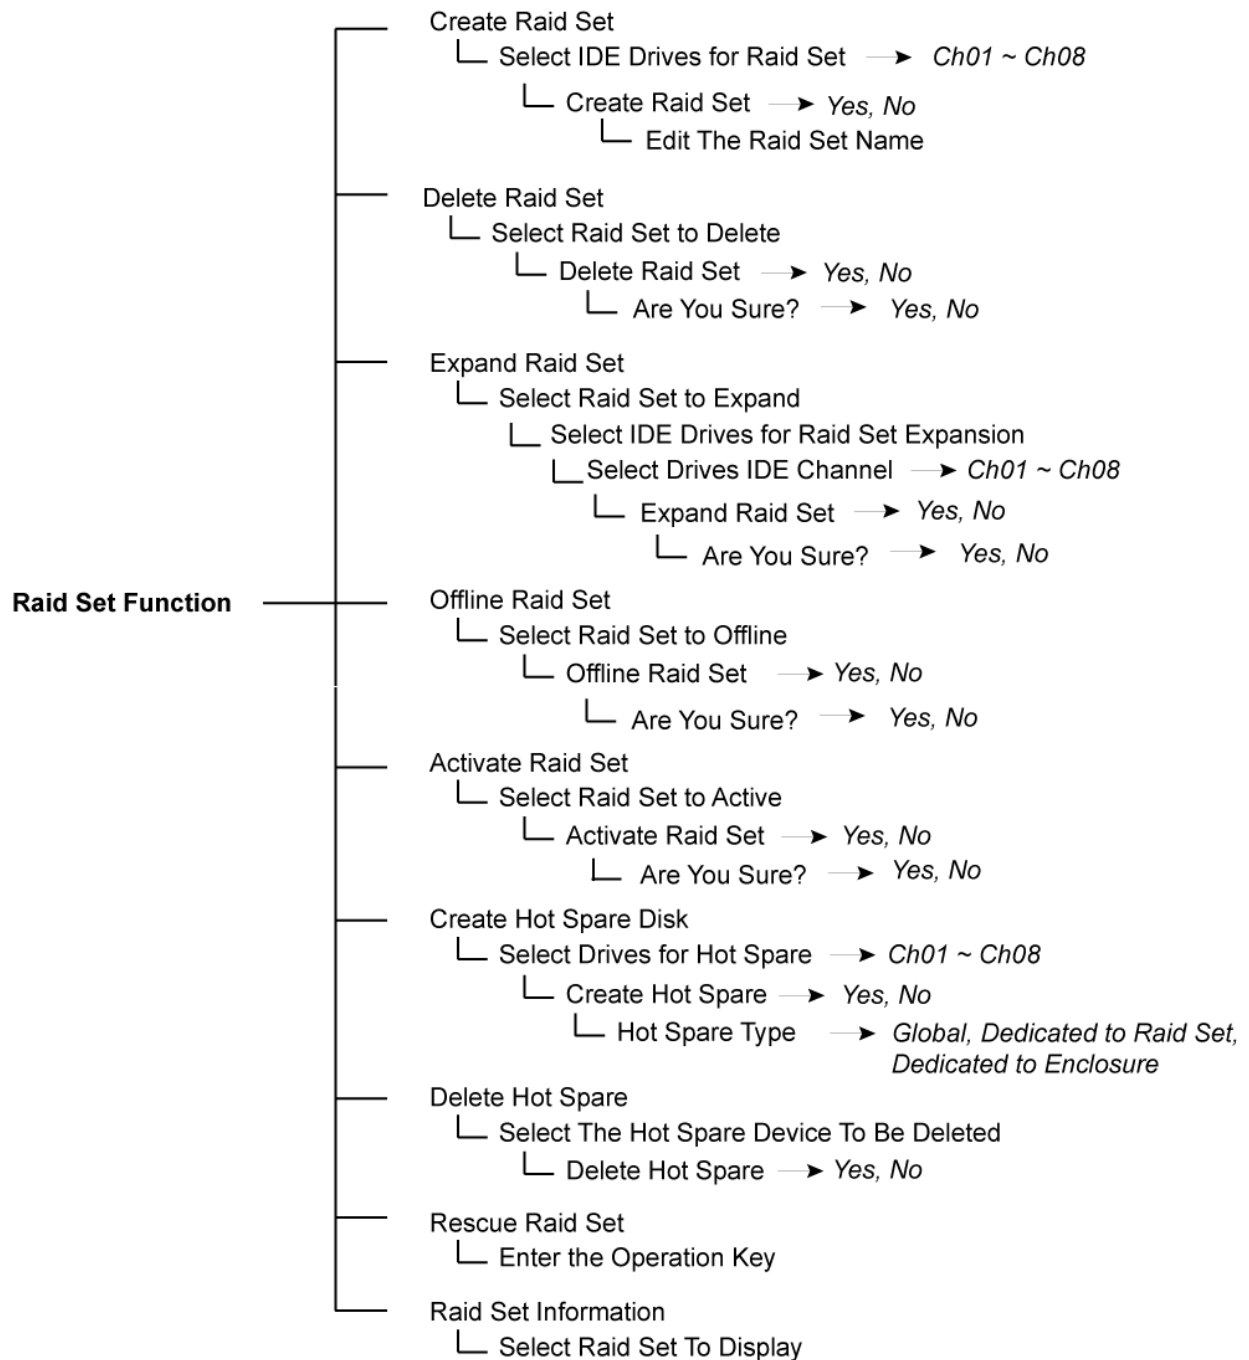 Create Raid Set
Select IDE Drives for Raid Set Ch01 ~ Ch08
Create Raid Set Yes, No
Edit The Raid Set Name
Delete Raid Set
Select Raid Set to Delete
Delete Raid Set Yes, No
Are You Sure? Yes, No
Expand Raid Set
Select Raid Set to Expand
Select IDE Drives for Raid Set Expansion
Select Drives IDE Channel Ch01 ~ Ch08
Expand Raid Set Yes, No
Are You Sure? Yes, No
Raid Set Function
Offline Raid Set
Select Raid Set to Offline
Offline Raid Set Yes, No
Are You Sure? Yes, No
Activate Raid Set
Select Raid Set to Active
Activate Raid Set Yes, No
Are You Sure? Yes, No
Create Hot Spare Disk
Select Drives for Hot Spare Ch01 ~ Ch08
Create Hot Spare Yes, No
Hot Spare Type Global, Dedicated to Raid Set,
Dedicated to Enclosure
Delete Hot Spare
Select The Hot Spare Device To Be Deleted
Delete Hot Spare Yes, No
Rescue Raid Set
Enter the Operation Key
Raid Set Information
Select Raid Set To Display